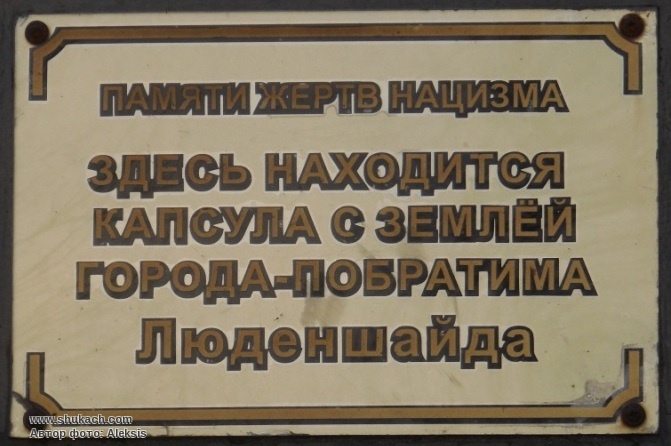 ПАМЯТИ ЖЕРТВ НАЦИЗМА
ЗДЕСЬ НАХОДИТСЯ
КАПСУЛА С ЗЕМЛЁЙ
ГОРОДА-ПОБРАТИМА
Люденшайда
www.shukach.com
Автор фото: Aleksis